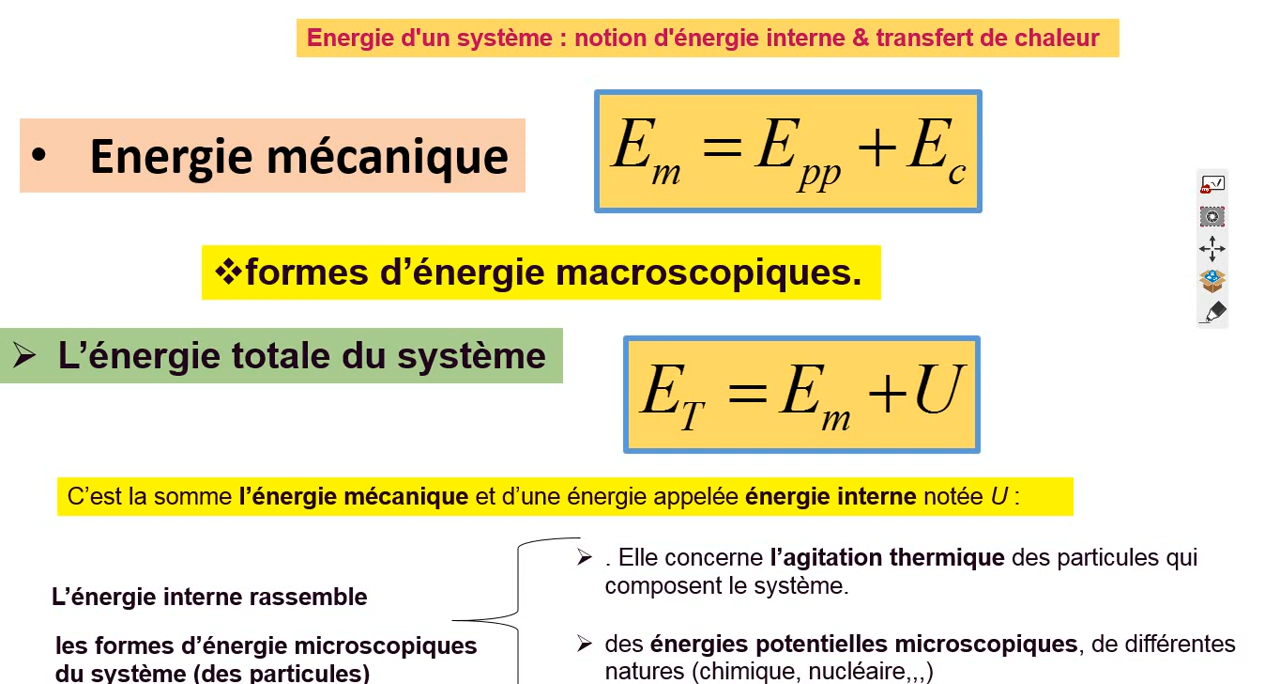 Energie d'un système : notion d'énergie interne & transfert de chaleur
• Energie mécanique
E_m = E_pp + E_c
❖formes d’énergie macroscopiques.
➢ L’énergie totale du système
E_T = E_m + U
C’est la somme l’énergie mécanique et d’une énergie appelée énergie interne notée U :
L’énergie interne rassemble
les formes d’énergie microscopiques
du système (des particules)
➢ . Elle concerne l’agitation thermique des particules qui
composent le système.
➢ des énergies potentielles microscopiques, de différentes
natures (chimique, nucléaire,,,)